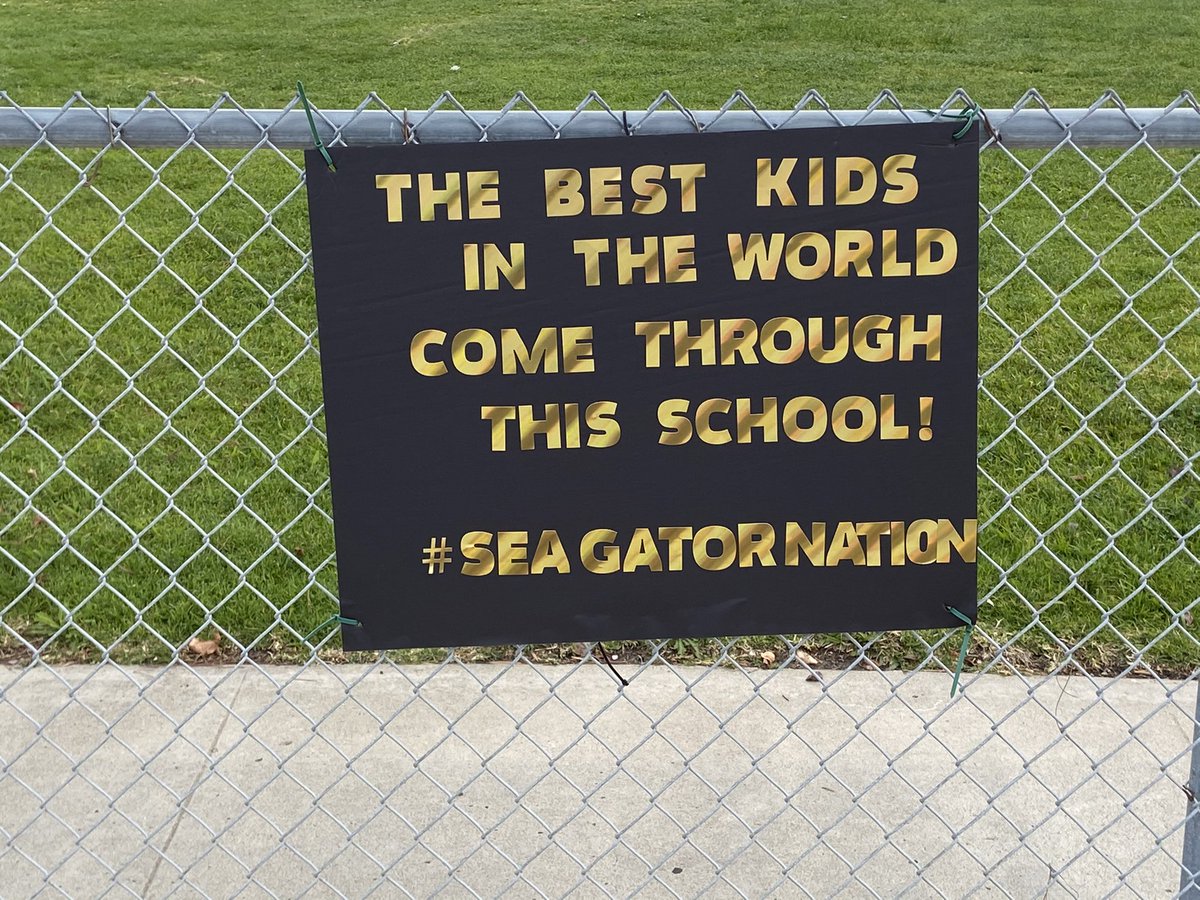 THE BEST KIDS
IN THE WORLD
COME THROUGH
THIS SCHOOL!
#SEA GATOR NATION